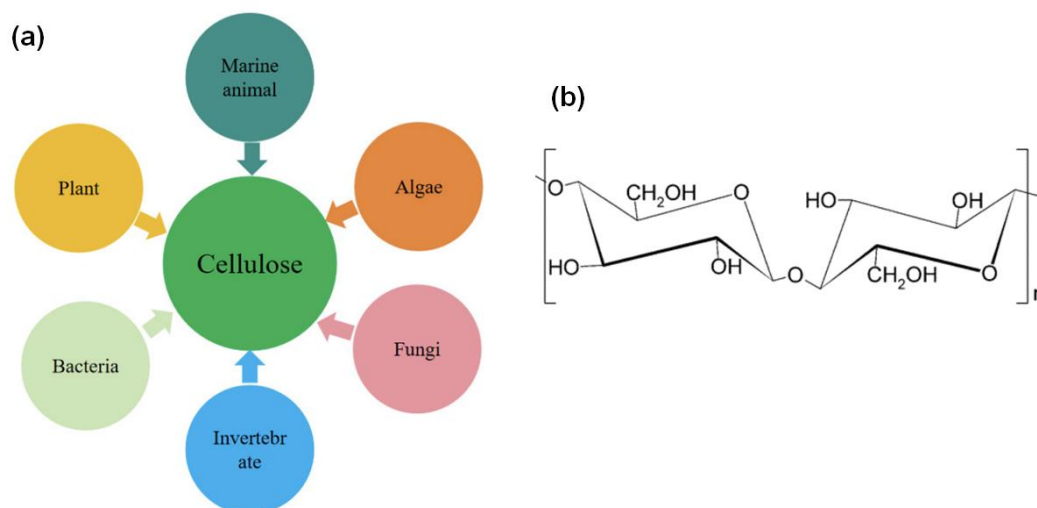 (a)
Marine
animal
Plant
Algae
Cellulose
Bacteria
Fungi
Invertebr
ate
(b)
O
CH2OH
O
HO
OH
O
HO
OH
CH2OH
O
n